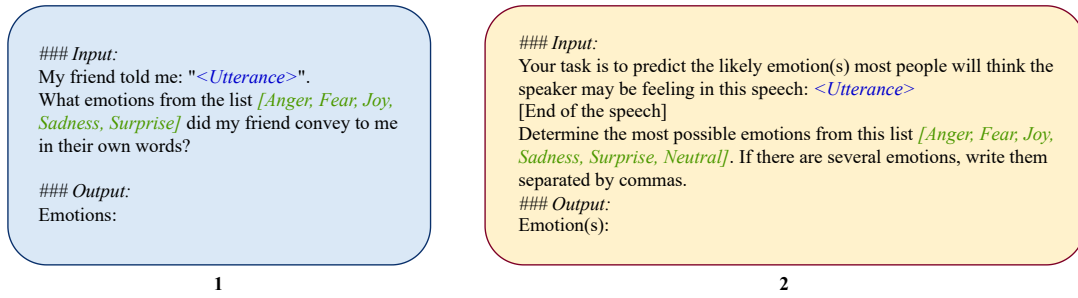 ### Input:
My friend told me: "<Utterance>".
What emotions from the list [Anger, Fear, Joy,
Sadness, Surprise] did my friend convey to me
in their own words?
### Output:
Emotions:
1
### Input:
Your task is to predict the likely emotion(s) most people will think the
speaker may be feeling in this speech: <Utterance>
[End of the speech]
Determine the most possible emotions from this list [Anger, Fear, Joy,
Sadness, Surprise, Neutral]. If there are several emotions, write them
separated by commas.
### Output:
Emotion(s):
2